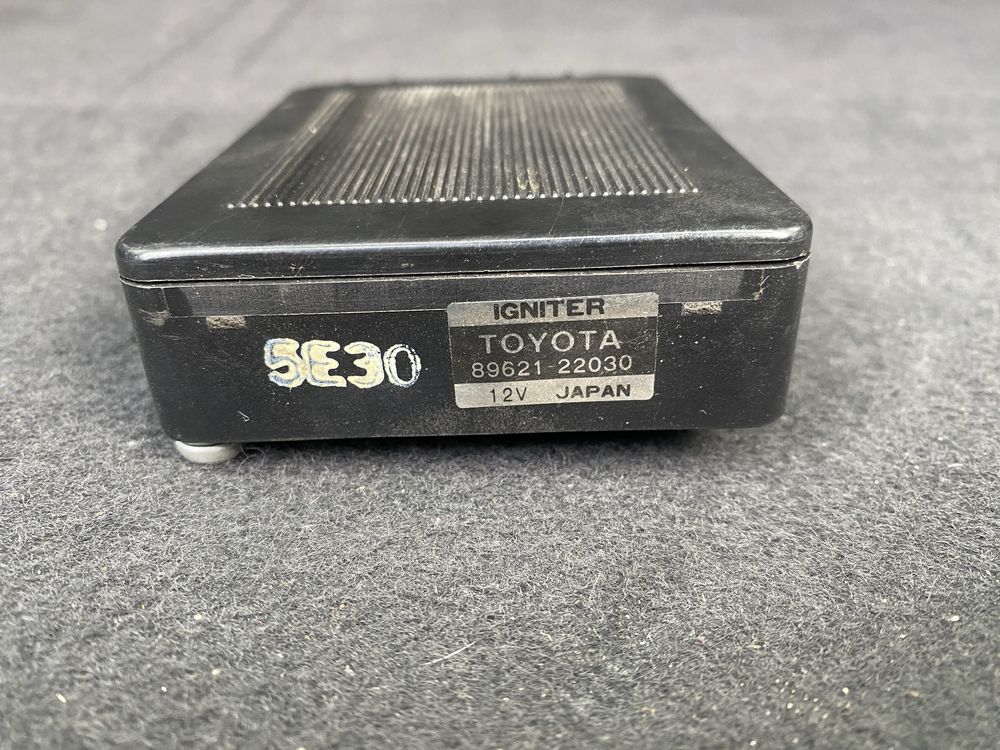 5E30
IGNITER
TOYOTA
89621-22030
12V JAPAN